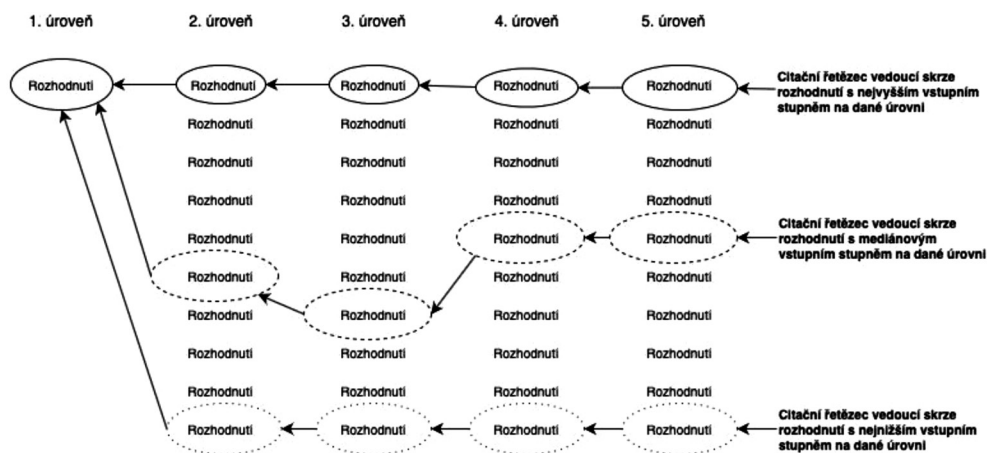 1. úroveň 2. úroveň 3. úroveň 4. úroveň 5. úroveň
Rozhodnutí Rozhodnutí Rozhodnutí Rozhodnutí Rozhodnutí
Citační řetězec vedoucí skrze
rozhodnutí s nejvyšším vstupním
stupněm na dané úrovni
Rozhodnutí Rozhodnutí Rozhodnutí Rozhodnutí
Rozhodnutí Rozhodnutí Rozhodnutí Rozhodnutí
Rozhodnutí Rozhodnutí Rozhodnutí Rozhodnutí
Rozhodnutí Rozhodnutí Rozhodnutí Rozhodnutí
Citační řetězec vedoucí skrze
rozhodnutí s mediánovým
vstupním stupněm na dané úrovni
Rozhodnutí Rozhodnutí Rozhodnutí Rozhodnutí
Rozhodnutí Rozhodnutí Rozhodnutí Rozhodnutí
Rozhodnutí Rozhodnutí Rozhodnutí Rozhodnutí
Rozhodnutí Rozhodnutí Rozhodnutí Rozhodnutí
Rozhodnutí Rozhodnutí Rozhodnutí Rozhodnutí
Citační řetězec vedoucí skrze
rozhodnutí s nejnižším vstupním
stupněm na dané úrovni